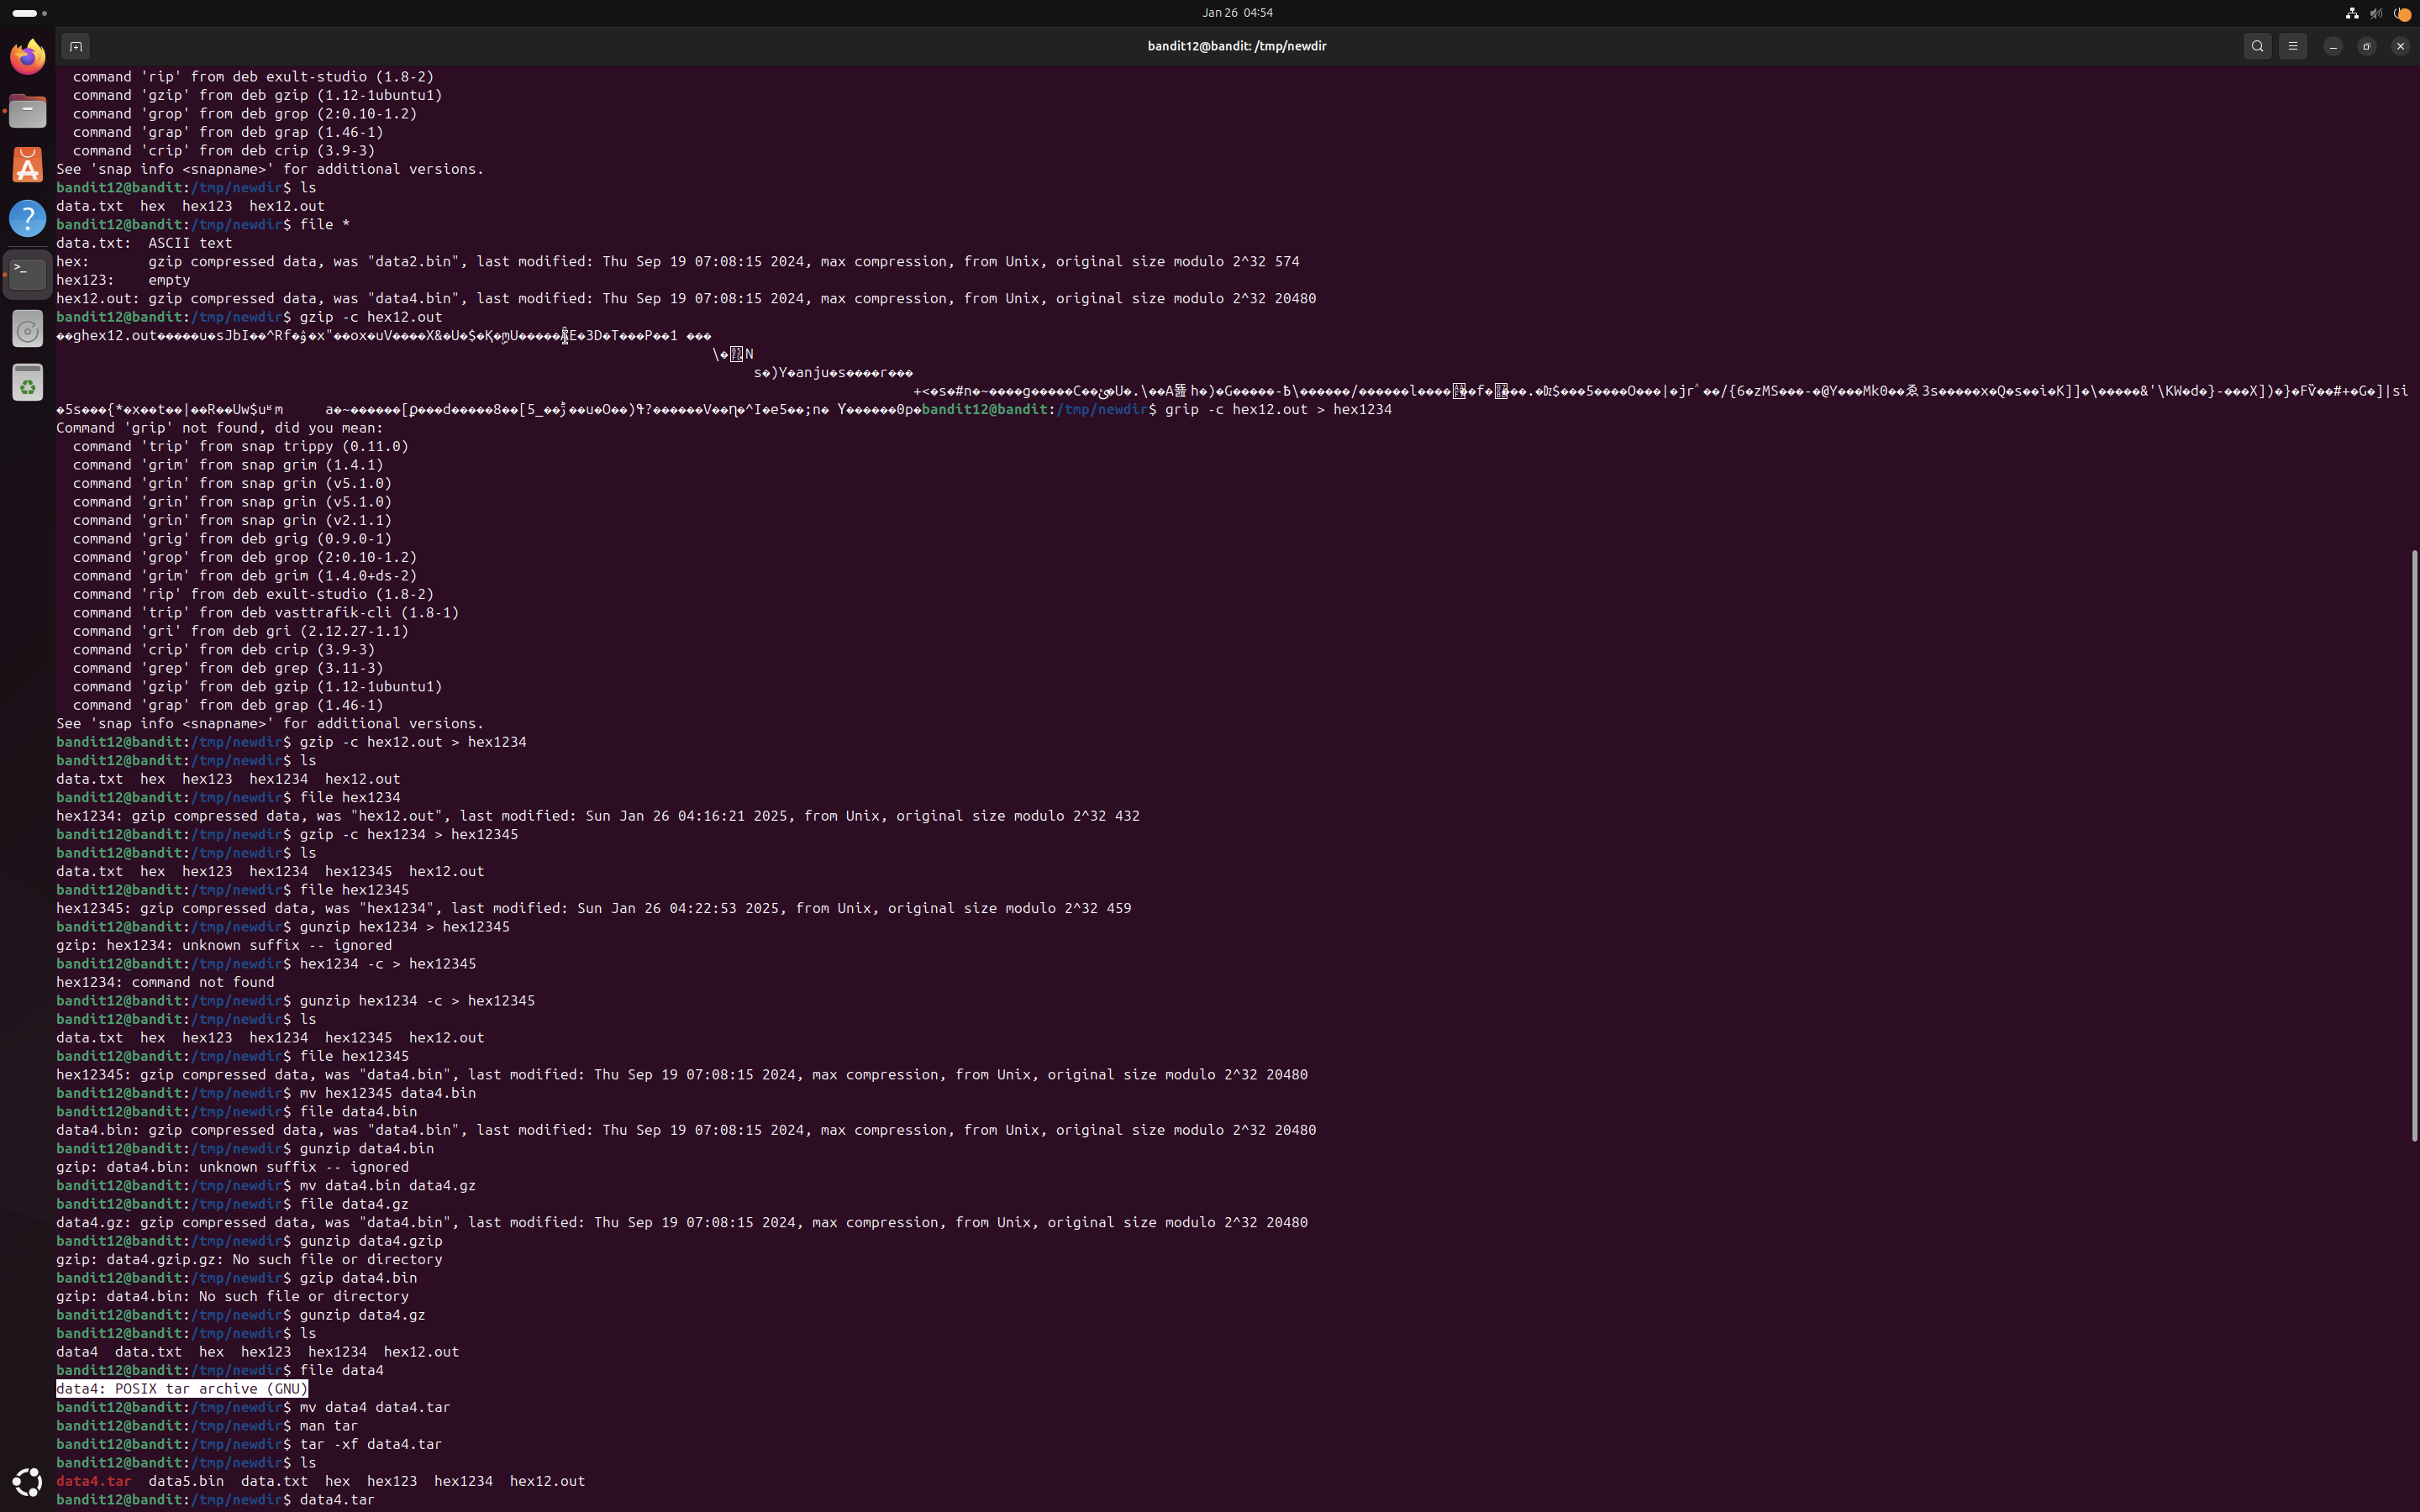 Jan 26 04:54
bandit12@bandit: /tmp/newdir
command 'rip' from deb exult-studio (1.8-2)
command 'gzip' from deb gzip (1.12-1ubuntu1)
command 'grop' from deb grop (2:0.10-1.2)
command 'grap' from deb grap (1.46-1)
command 'crip' from deb crip (3.9-3)
See 'snap info <snapname>' for additional versions.
bandit12@bandit:/tmp/newdir$ ls
data.txt  hex  hex123  hex12.out
bandit12@bandit:/tmp/newdir$ file *
data.txt:  ASCII text
hex:       gzip compressed data, was "data2.bin", last modified: Thu Sep 19 07:08:15 2024, max compression, from Unix, original size modulo 2^32 574
hex123:    empty
hex12.out: gzip compressed data, was "data4.bin", last modified: Thu Sep 19 07:08:15 2024, max compression, from Unix, original size modulo 2^32 20480
bandit12@bandit:/tmp/newdir$ gzip -c hex12.out
bandit12@bandit:/tmp/newdir$ grip -c hex12.out > hex1234
Command 'grip' not found, did you mean:
command 'trip' from snap trippy (0.11.0)
command 'grim' from snap grim (1.4.1)
command 'grin' from snap grin (v5.1.0)
command 'grin' from snap grin (v5.1.0)
command 'grin' from snap grin (v2.1.1)
command 'grig' from deb grig (0.9.0-1)
command 'grop' from deb grop (2:0.10-1.2)
command 'grim' from deb grim (1.4.0+ds-2)
command 'rip' from deb exult-studio (1.8-2)
command 'trip' from deb vasttrafik-cli (1.8-1)
command 'gri' from deb gri (2.12.27-1.1)
command 'crip' from deb crip (3.9-3)
command 'grep' from deb grep (3.11-3)
command 'gzip' from deb gzip (1.12-1ubuntu1)
command 'grap' from deb grap (1.46-1)
See 'snap info <snapname>' for additional versions.
bandit12@bandit:/tmp/newdir$ gzip -c hex12.out > hex1234
bandit12@bandit:/tmp/newdir$ ls
data.txt  hex  hex123  hex1234  hex12.out
bandit12@bandit:/tmp/newdir$ file hex1234
hex1234: gzip compressed data, was "hex12.out", last modified: Sun Jan 26 04:16:21 2025, from Unix, original size modulo 2^32 432
bandit12@bandit:/tmp/newdir$ gzip -c hex1234 > hex12345
bandit12@bandit:/tmp/newdir$ ls
data.txt  hex  hex123  hex1234  hex12345  hex12.out
bandit12@bandit:/tmp/newdir$ file hex12345
hex12345: gzip compressed data, was "hex1234", last modified: Sun Jan 26 04:22:53 2025, from Unix, original size modulo 2^32 459
bandit12@bandit:/tmp/newdir$ gunzip hex1234 > hex12345
gzip: hex1234: unknown suffix -- ignored
bandit12@bandit:/tmp/newdir$ hex1234 -c > hex12345
hex1234: command not found
bandit12@bandit:/tmp/newdir$ gunzip hex1234 -c > hex12345
bandit12@bandit:/tmp/newdir$ ls
data.txt  hex  hex123  hex1234  hex12345  hex12.out
bandit12@bandit:/tmp/newdir$ file hex12345
hex12345: gzip compressed data, was "data4.bin", last modified: Thu Sep 19 07:08:15 2024, max compression, from Unix, original size modulo 2^32 20480
bandit12@bandit:/tmp/newdir$ mv hex12345 data4.bin
bandit12@bandit:/tmp/newdir$ file data4.bin
data4.bin: gzip compressed data, was "data4.bin", last modified: Thu Sep 19 07:08:15 2024, max compression, from Unix, original size modulo 2^32 20480
bandit12@bandit:/tmp/newdir$ gunzip data4.bin
gzip: data4.bin: unknown suffix -- ignored
bandit12@bandit:/tmp/newdir$ mv data4.bin data4.gz
bandit12@bandit:/tmp/newdir$ file data4.gz
data4.gz: gzip compressed data, was "data4.bin", last modified: Thu Sep 19 07:08:15 2024, max compression, from Unix, original size modulo 2^32 20480
bandit12@bandit:/tmp/newdir$ gunzip data4.gzip
gzip: data4.gzip.gz: No such file or directory
bandit12@bandit:/tmp/newdir$ gzip data4.bin
gzip: data4.bin: No such file or directory
bandit12@bandit:/tmp/newdir$ gunzip data4.gz
bandit12@bandit:/tmp/newdir$ ls
data4  data.txt  hex  hex123  hex1234  hex12.out
bandit12@bandit:/tmp/newdir$ file data4
data4: POSIX tar archive (GNU)
bandit12@bandit:/tmp/newdir$ mv data4 data4.tar
bandit12@bandit:/tmp/newdir$ man tar
bandit12@bandit:/tmp/newdir$ tar -xf data4.tar
bandit12@bandit:/tmp/newdir$ ls
data4.tar  data5.bin  data.txt  hex  hex123  hex1234  hex12.out
bandit12@bandit:/tmp/newdir$ data4.tar